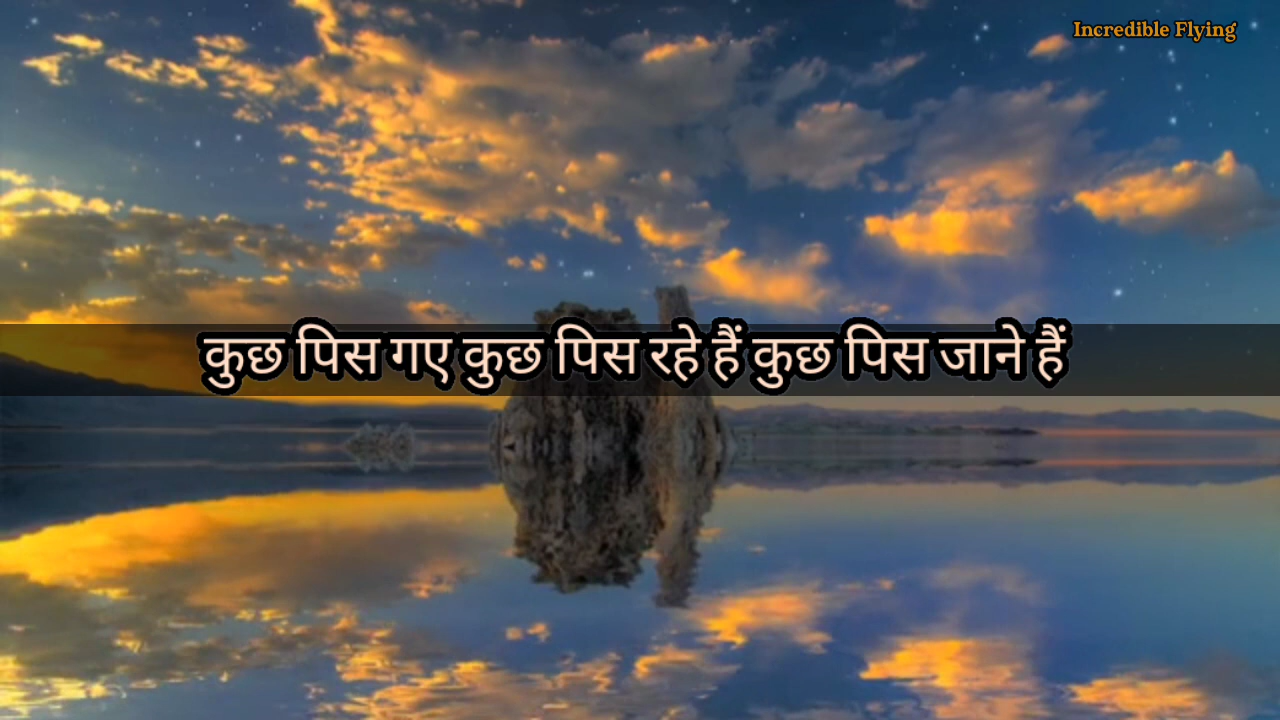 Incredible Flying
कुछ पिस गए कुछ पिस रहे हैं कुछ पिस जाने हैं